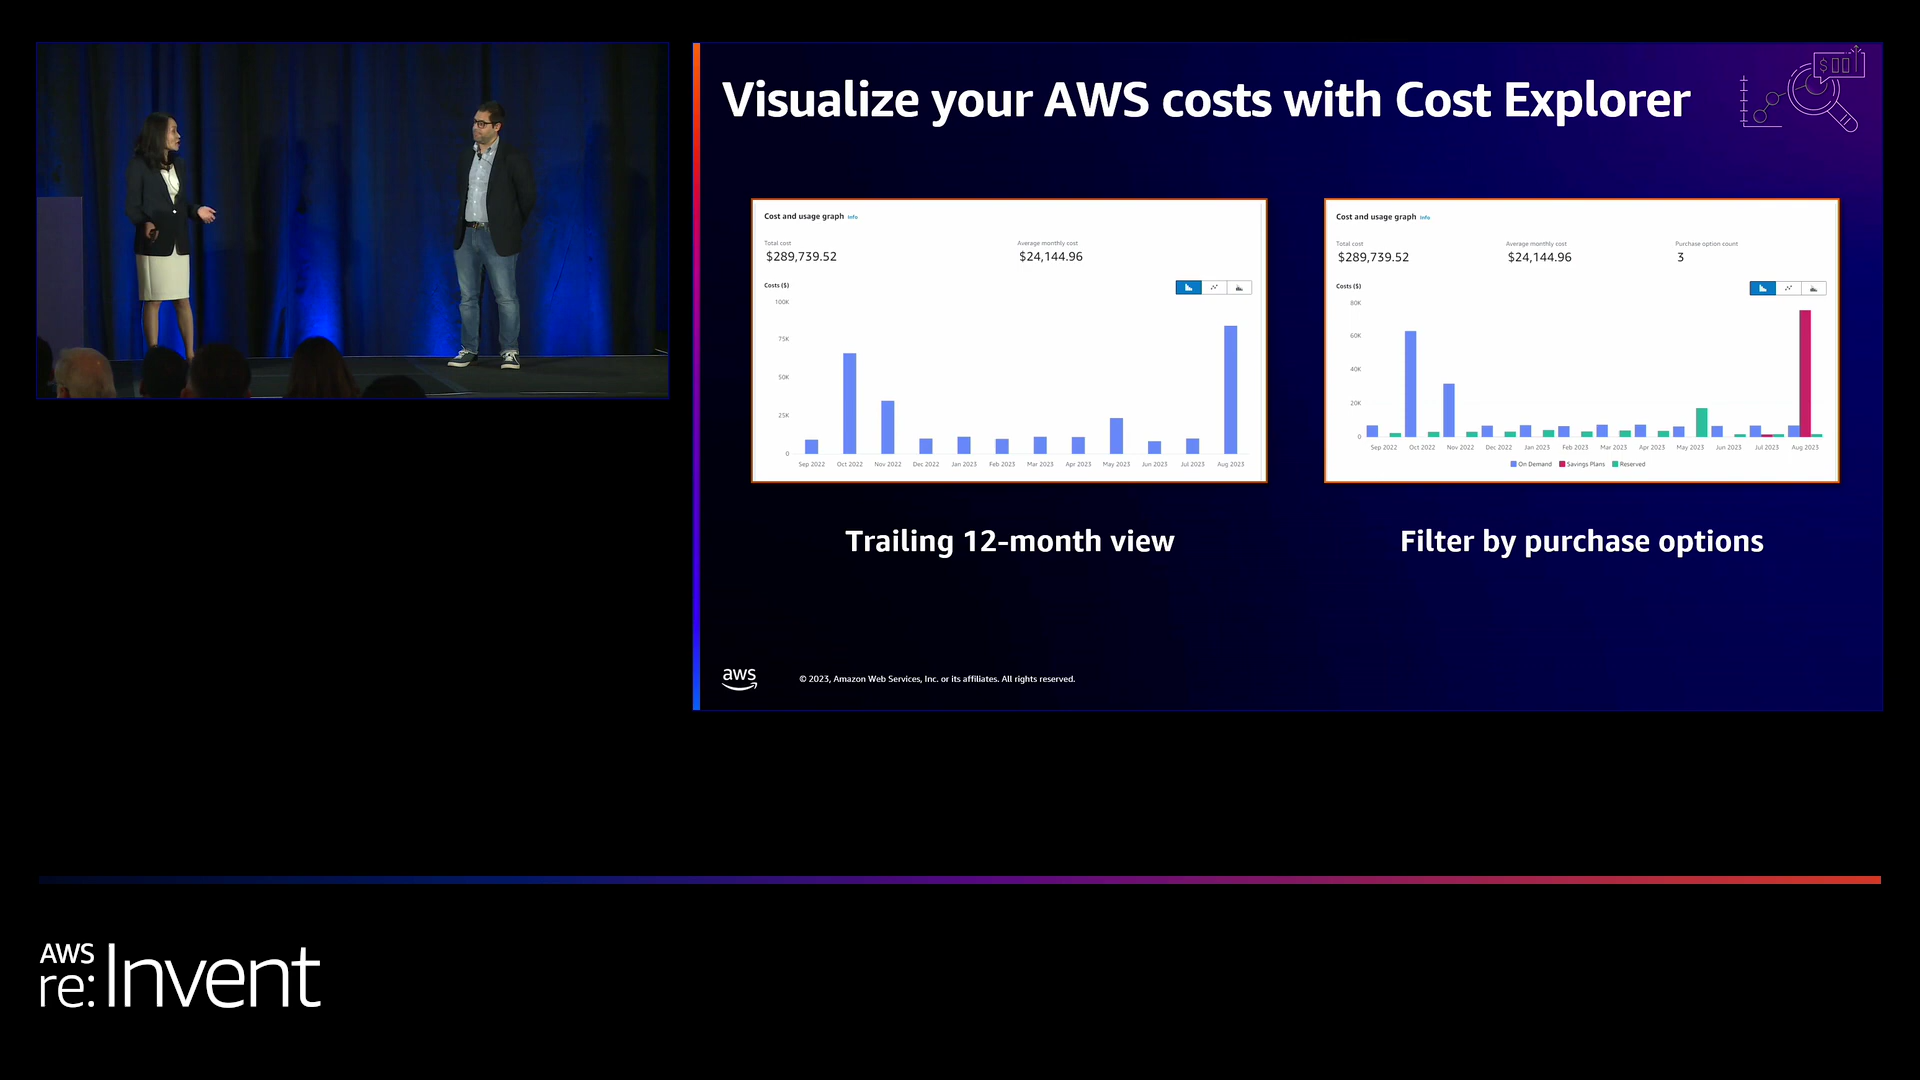 Visualize your AWS costs with Cost Explorer
Cost and usage graph Info
Total cost
$289,739.52
Average monthly cost
$24,144.96
Costs ($)
100K
75K
50K
25K
0
Sep 2022 Oct 2022 Nov 2022 Dec 2022 Jan 2023 Feb 2023 Mar 2023 Apr 2023 May 2023 Jun 2023 Jul 2023 Aug 2023
Trailing 12-month view
Cost and usage graph Info
Total cost
$289,739.52
Average monthly cost
$24,144.96
Purchase option count
3
Costs ($)
80K
60K
40K
20K
0
Sep 2022 Oct 2022 Nov 2022 Dec 2022 Jan 2023 Feb 2023 Mar 2023 Apr 2023 May 2023 Jun 2023 Jul 2023 Aug 2023
On Demand Savings Plans Reserved
Filter by purchase options
aws
© 2023, Amazon Web Services, Inc. or its affiliates. All rights reserved.
AWS
re:Invent